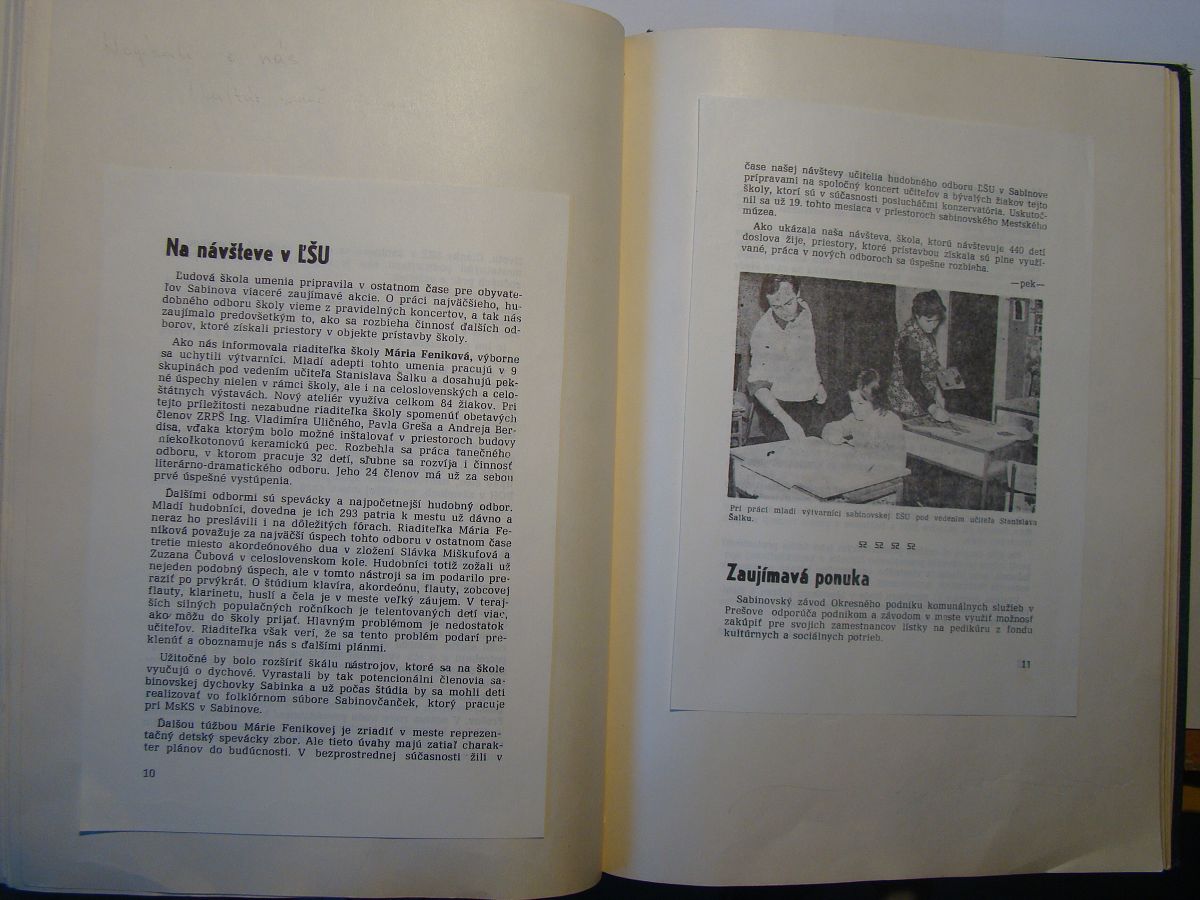 Na návšteve v ĽŠU
Ľudová škola umenia pripravila v ostatnom čase pre obyvate-
ľov Sabinova viaceré zaujímavé akcie. O práci najväčšieho, hu-
dobného odboru školy vieme z pravidelných koncertov, a tak nás
zaujímalo predovšetkým to, ako sa rozbieha činnosť ďalších od-
borov, ktoré získali priestory v objekte prístavby školy.
Ako nás informovala riaditeľka školy Mária Feniková, výborne
sa uchytili výtvarníci. Mladí adepti tohto umenia pracujú v 9
skupinách pod vedením učiteľa Stanislava Šalku a dosahujú pek-
né úspechy nielen v rámci školy, ale i na celoslovenských a celo-
štátnych výstavách. Nový ateliér využíva celkom 84 žiakov. Pri
tejto príležitosti nezabudne riaditeľka školy spomenúť obetavých
členov ZRPŠ Ing. Vladimíra Uličného, Pavla Greša a Andreja Ber-
disa, vďaka ktorým bolo možné inštalovať v priestoroch budovy
niekoľkotonovú keramickú pec. Rozbehla sa práca tanečného
odboru, v ktorom pracuje 32 detí, sľubne sa rozvíja i činnosť
literárno-dramatického odboru. Jeho 24 členov má už za sebou
prvé úspešné vystúpenia.
Ďalšími odbormi sú spevácky a najpočetnejší hudobný odbor.
Mladí hudobníci, dovedna je ich 293 patria k mestu už dávno a
neraz ho preslávili i na dôležitých fórach. Riaditeľka Mária Fe-
niková považuje za najväčší úspech tohto odboru v ostatnom čase
tretie miesto akordeónového dua v zložení Slávka Miškufová a
Zuzana Čubová v celoslovenskom kole. Hudobníci totiž zožali už
nejeden podobný úspech, ale v tomto nástroji sa im podarilo pre-
raziť po prvýkrát. O štúdium klavíra, akordeónu, flauty, zobcovej
flauty, klarinetu, huslí a čela je v meste veľký záujem. V teraj-
ších silných populačných ročníkoch je telentovaných detí viac,
ako môžu do školy prijať. Hlavným problémom je nedostatok
učiteľov. Riaditeľka však verí, že sa tento problém podarí pre-
klenúť a oboznamuje nás s ďalšími plánmi.
Užitočné by bolo rozšíriť škálu nástrojov, ktoré sa na škole
vyučujú o dychové. Vyrastali by tak potencionálni členovia sa-
binovskej dychovky Sabinka a už počas štúdia by sa mohli deti
realizovať vo folklórnom súbore Sabinovčanček, ktorý pracuje
pri MsKS v Sabinove.
Ďalšou túžbou Márie Fenikovej je zriadiť v meste reprezen-
tačný detský spevácky zbor. Ale tieto úvahy majú zatiaľ charak-
ter plánov do budúcnosti. V bezprostrednej súčasnosti žili v
10
čase našej návštevy učitelia hudobného odboru ĽŠU v Sabinove
prípravami na spoločný koncert učiteľov a bývalých žiakov tejto
školy, ktorí sú v súčasnosti poslucháčmi konzervatória. Uskutoč-
nil sa už 19. tohto mesiaca v priestoroch sabinovského Mestského
múzea.
Ako ukázala naša návšteva, škola, ktorú návštevuje 440 detí
doslova žije, priestory, ktoré prístavbou získala sú plne využí-
vané, práca v nových odboroch sa úspešne rozbieha.
—pek—
Pri práci mladí výtvarníci sabinovskej ĽŠU pod vedením učiteľa Stanislava
Šalku.
Zaujímavá ponuka
Sabinovský závod Okresného podniku komunálnych služieb v
Prešove odporúča podnikom a závodom v meste využiť možnosť
zakúpiť pre svojich zamestnancov lístky na pedikúru z fondu
kultúrnych a sociálnych potrieb.
11